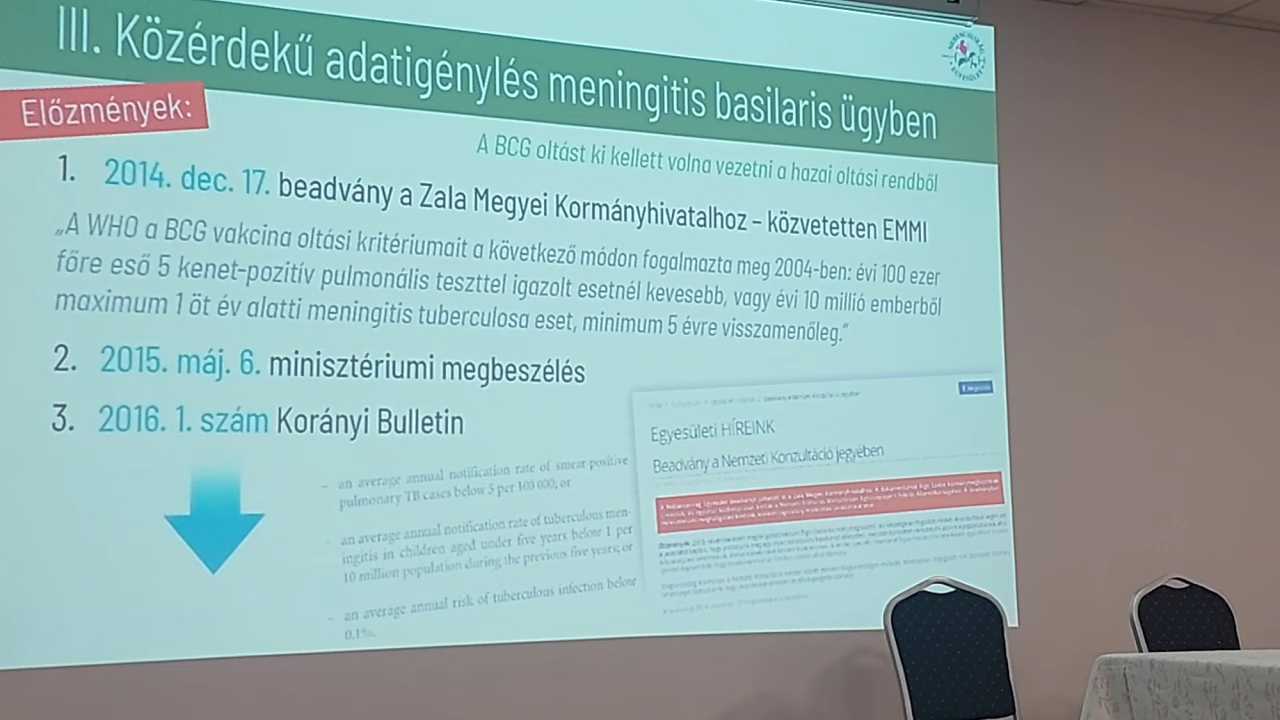 III. Közérdekű adatigénylés meningitis basilaris ügyben
Előzmények:
A BCG oltást ki kellett volna vezetni a hazai oltási rendből
1. 2014. dec. 17. beadvány a Zala Megyei Kormányhivatalhoz – közvetetten EMMI
„A WHO a BCG vakcina oltási kritériumait a következő módon fogalmazta meg 2004-ben: évi 100 ezer
főre eső 5 kenet-pozitív pulmonális teszttel igazolt esetnél kevesebb, vagy évi 10 millió emberből
maximum 1 öt év alatti meningitis tuberculosa eset, minimum 5 évre visszamenőleg."
2. 2015. máj. 6. minisztériumi megbeszélés
3. 2016. 1. szám Korányi Bulletin
– an average annual notification rate of smear-positive
pulmonary TB cases below 5 per 100 000; or
– an average annual notification rate of tuberculous men-
ingitis in children aged under five years below 1 per
10 million population during the previous five years; or
– an average annual risk of tuberculous infection below
0.1%.
Egyesületi HÍREINK
Beadvány a Nemzeti Konzultáció jegyében